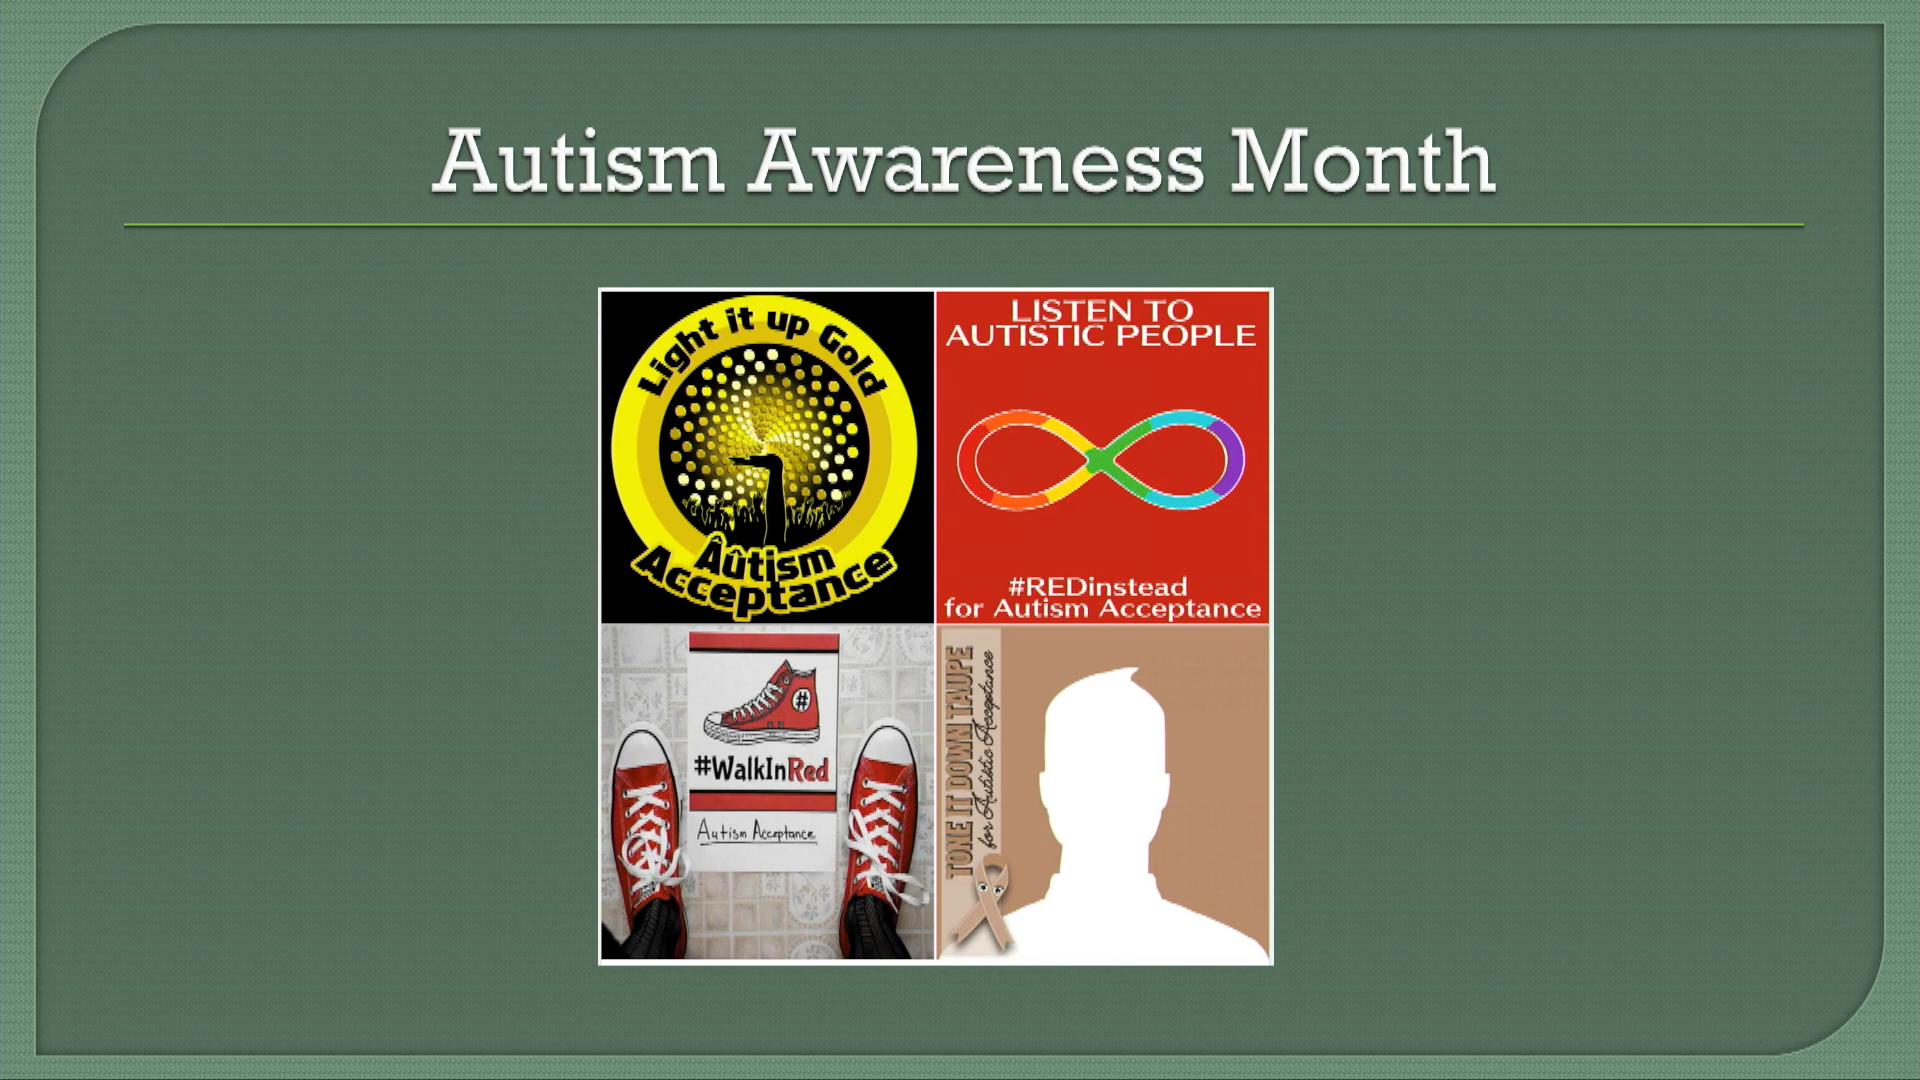 Autism Awareness Month
Light it up Gold
Autism
Acceptance
LISTEN TO
AUTISTIC PEOPLE
#REDinstead
for Autism Acceptance
#
#WalkInRed
Autism Acceptance
TONE IT DOWN TAUPE
for Autistic Acceptance